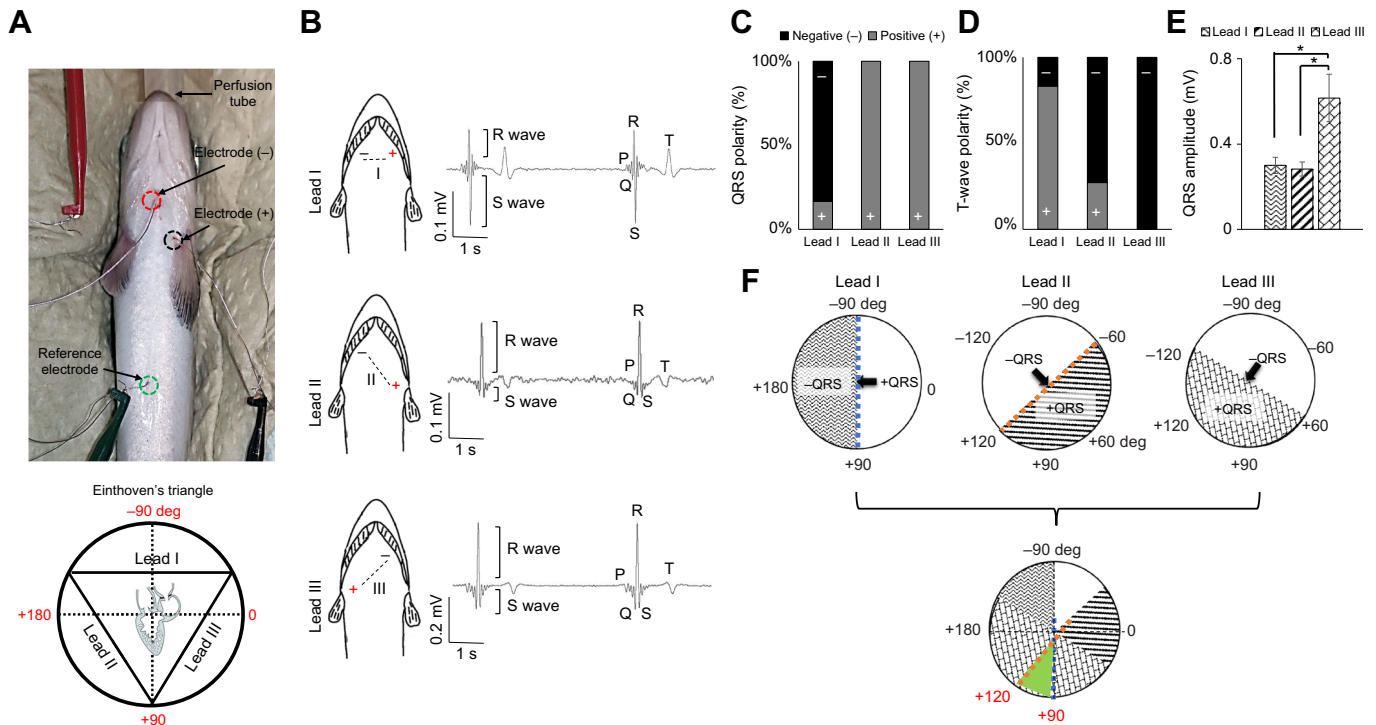 A
Perfusion
tube
Electrode (–)
Electrode (+)
Reference
electrode
Einthoven's triangle
–90 deg
Lead I
+180
0
Lead II
Lead III
+90
B
Lead I
–
+
I
R wave
S wave
0.1 mV
1 s
P
Q
R
S
T
Lead II
–
+
II
R wave
S wave
0.1 mV
1 s
R
P
T
Q
S
Lead III
–
+
III
R wave
S wave
0.2 mV
1 s
R
P
T
Q
S
C
Negative (–)
Positive (+)
QRS polarity (%)
100%
50%
0%
–
+
+
+
Lead I
Lead II
Lead III
D
T-wave polarity (%)
100%
50%
0%
–
–
–
+
+
Lead I
Lead II
Lead III
E
Lead I
Lead II
Lead III
QRS amplitude (mV)
0.8
0.4
0
*
*
F
Lead I
–90 deg
+180
–QRS
+QRS
0
+90
Lead II
–90 deg
–120
–60
–QRS
+QRS
+120
+60 deg
+90
Lead III
–90 deg
–120
–60
–QRS
+QRS
+120
+60
+90
–90 deg
+180
0
+120
+90